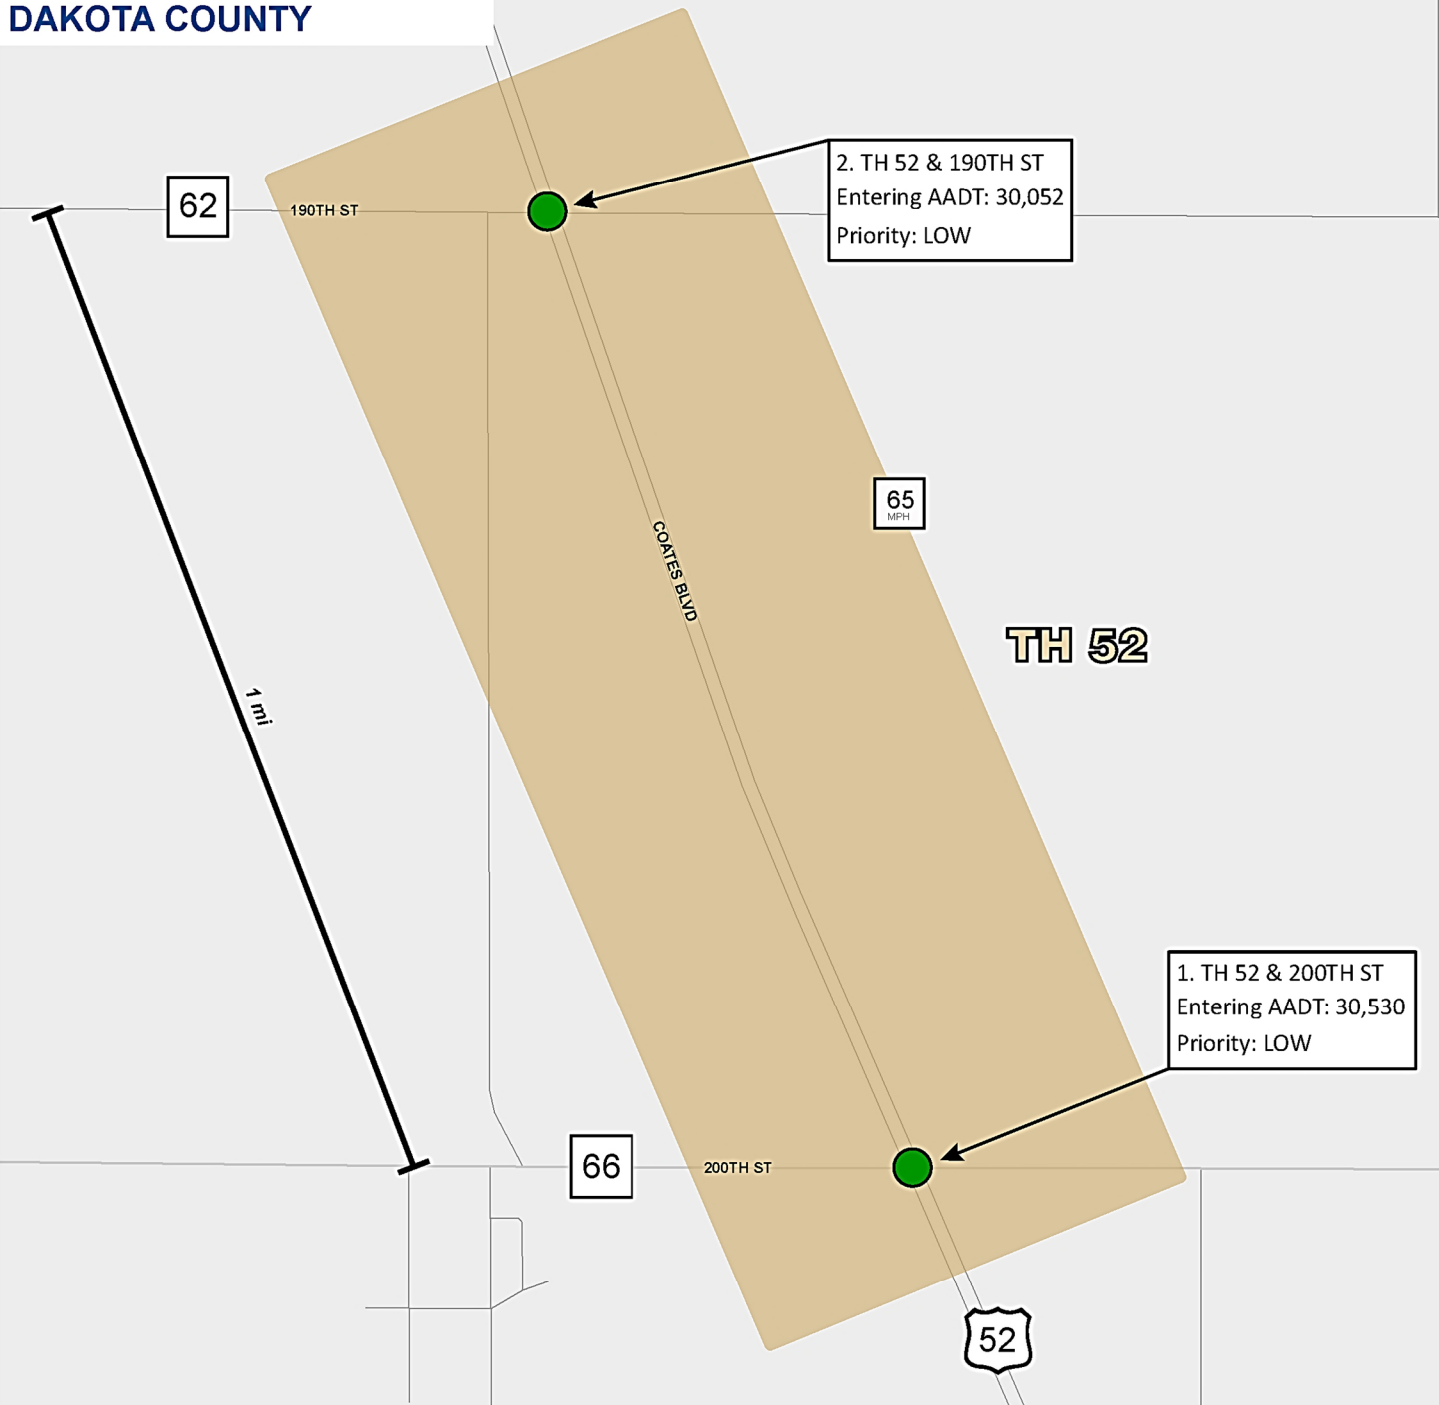 DAKOTA COUNTY
2. TH 52 & 190TH ST
Entering AADT: 30,052
Priority: LOW
62
190TH ST
65
MPH
COATES BLVD
TH 52
1 mi
1. TH 52 & 200TH ST
Entering AADT: 30,530
Priority: LOW
66
200TH ST
52